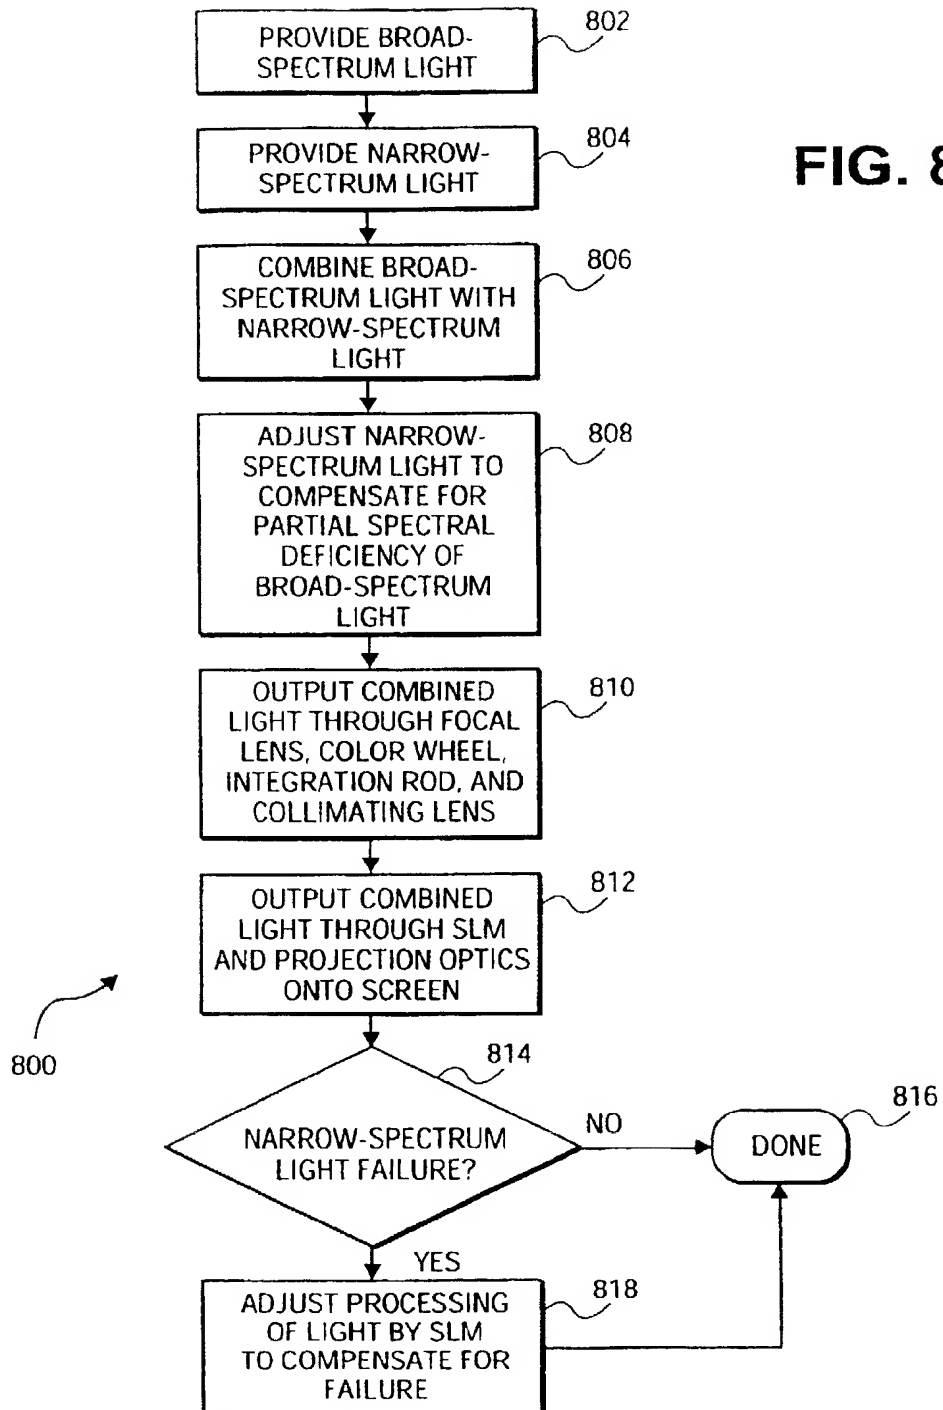 PROVIDE BROAD-
SPECTRUM LIGHT
802
PROVIDE NARROW-
SPECTRUM LIGHT
804
FIG. 8
COMBINE BROAD-
SPECTRUM LIGHT WITH
NARROW-SPECTRUM
LIGHT
806
ADJUST NARROW-
SPECTRUM LIGHT TO
COMPENSATE FOR
PARTIAL SPECTRAL
DEFICIENCY OF
BROAD-SPECTRUM
LIGHT
808
OUTPUT COMBINED
LIGHT THROUGH FOCAL
LENS, COLOR WHEEL,
INTEGRATION ROD, AND
COLLIMATING LENS
810
OUTPUT COMBINED
LIGHT THROUGH SLM
AND PROJECTION OPTICS
ONTO SCREEN
812
800
NARROW-SPECTRUM
LIGHT FAILURE?
814
NO
DONE
816
YES
ADJUST PROCESSING
OF LIGHT BY SLM
TO COMPENSATE FOR
FAILURE
818